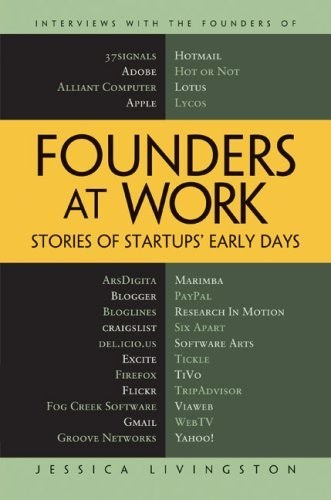 INTERVIEWS WITH THE FOUNDERS OF
37SIGNALS
ADOBE
ALLIANT COMPUTER
APPLE
HOTMAIL
HOT OR NOT
LOTUS
LYCOS
FOUNDERS
AT WORK
STORIES OF STARTUPS' EARLY DAYS
ARSDIGITA
BLOGGER
BLOGLINES
CRAIGSLIST
DEL.ICIO.US
EXCITE
FIREFOX
FLICKR
FOG CREEK SOFTWARE
GMAIL
GROOVE NETWORKS
MARIMBA
PAYPAL
RESEARCH IN MOTION
SIX APART
SOFTWARE ARTS
TICKLE
TIVO
TRIPADVISOR
VIAWEB
WEBTV
YAHOO!
JESSICA LIVINGSTON